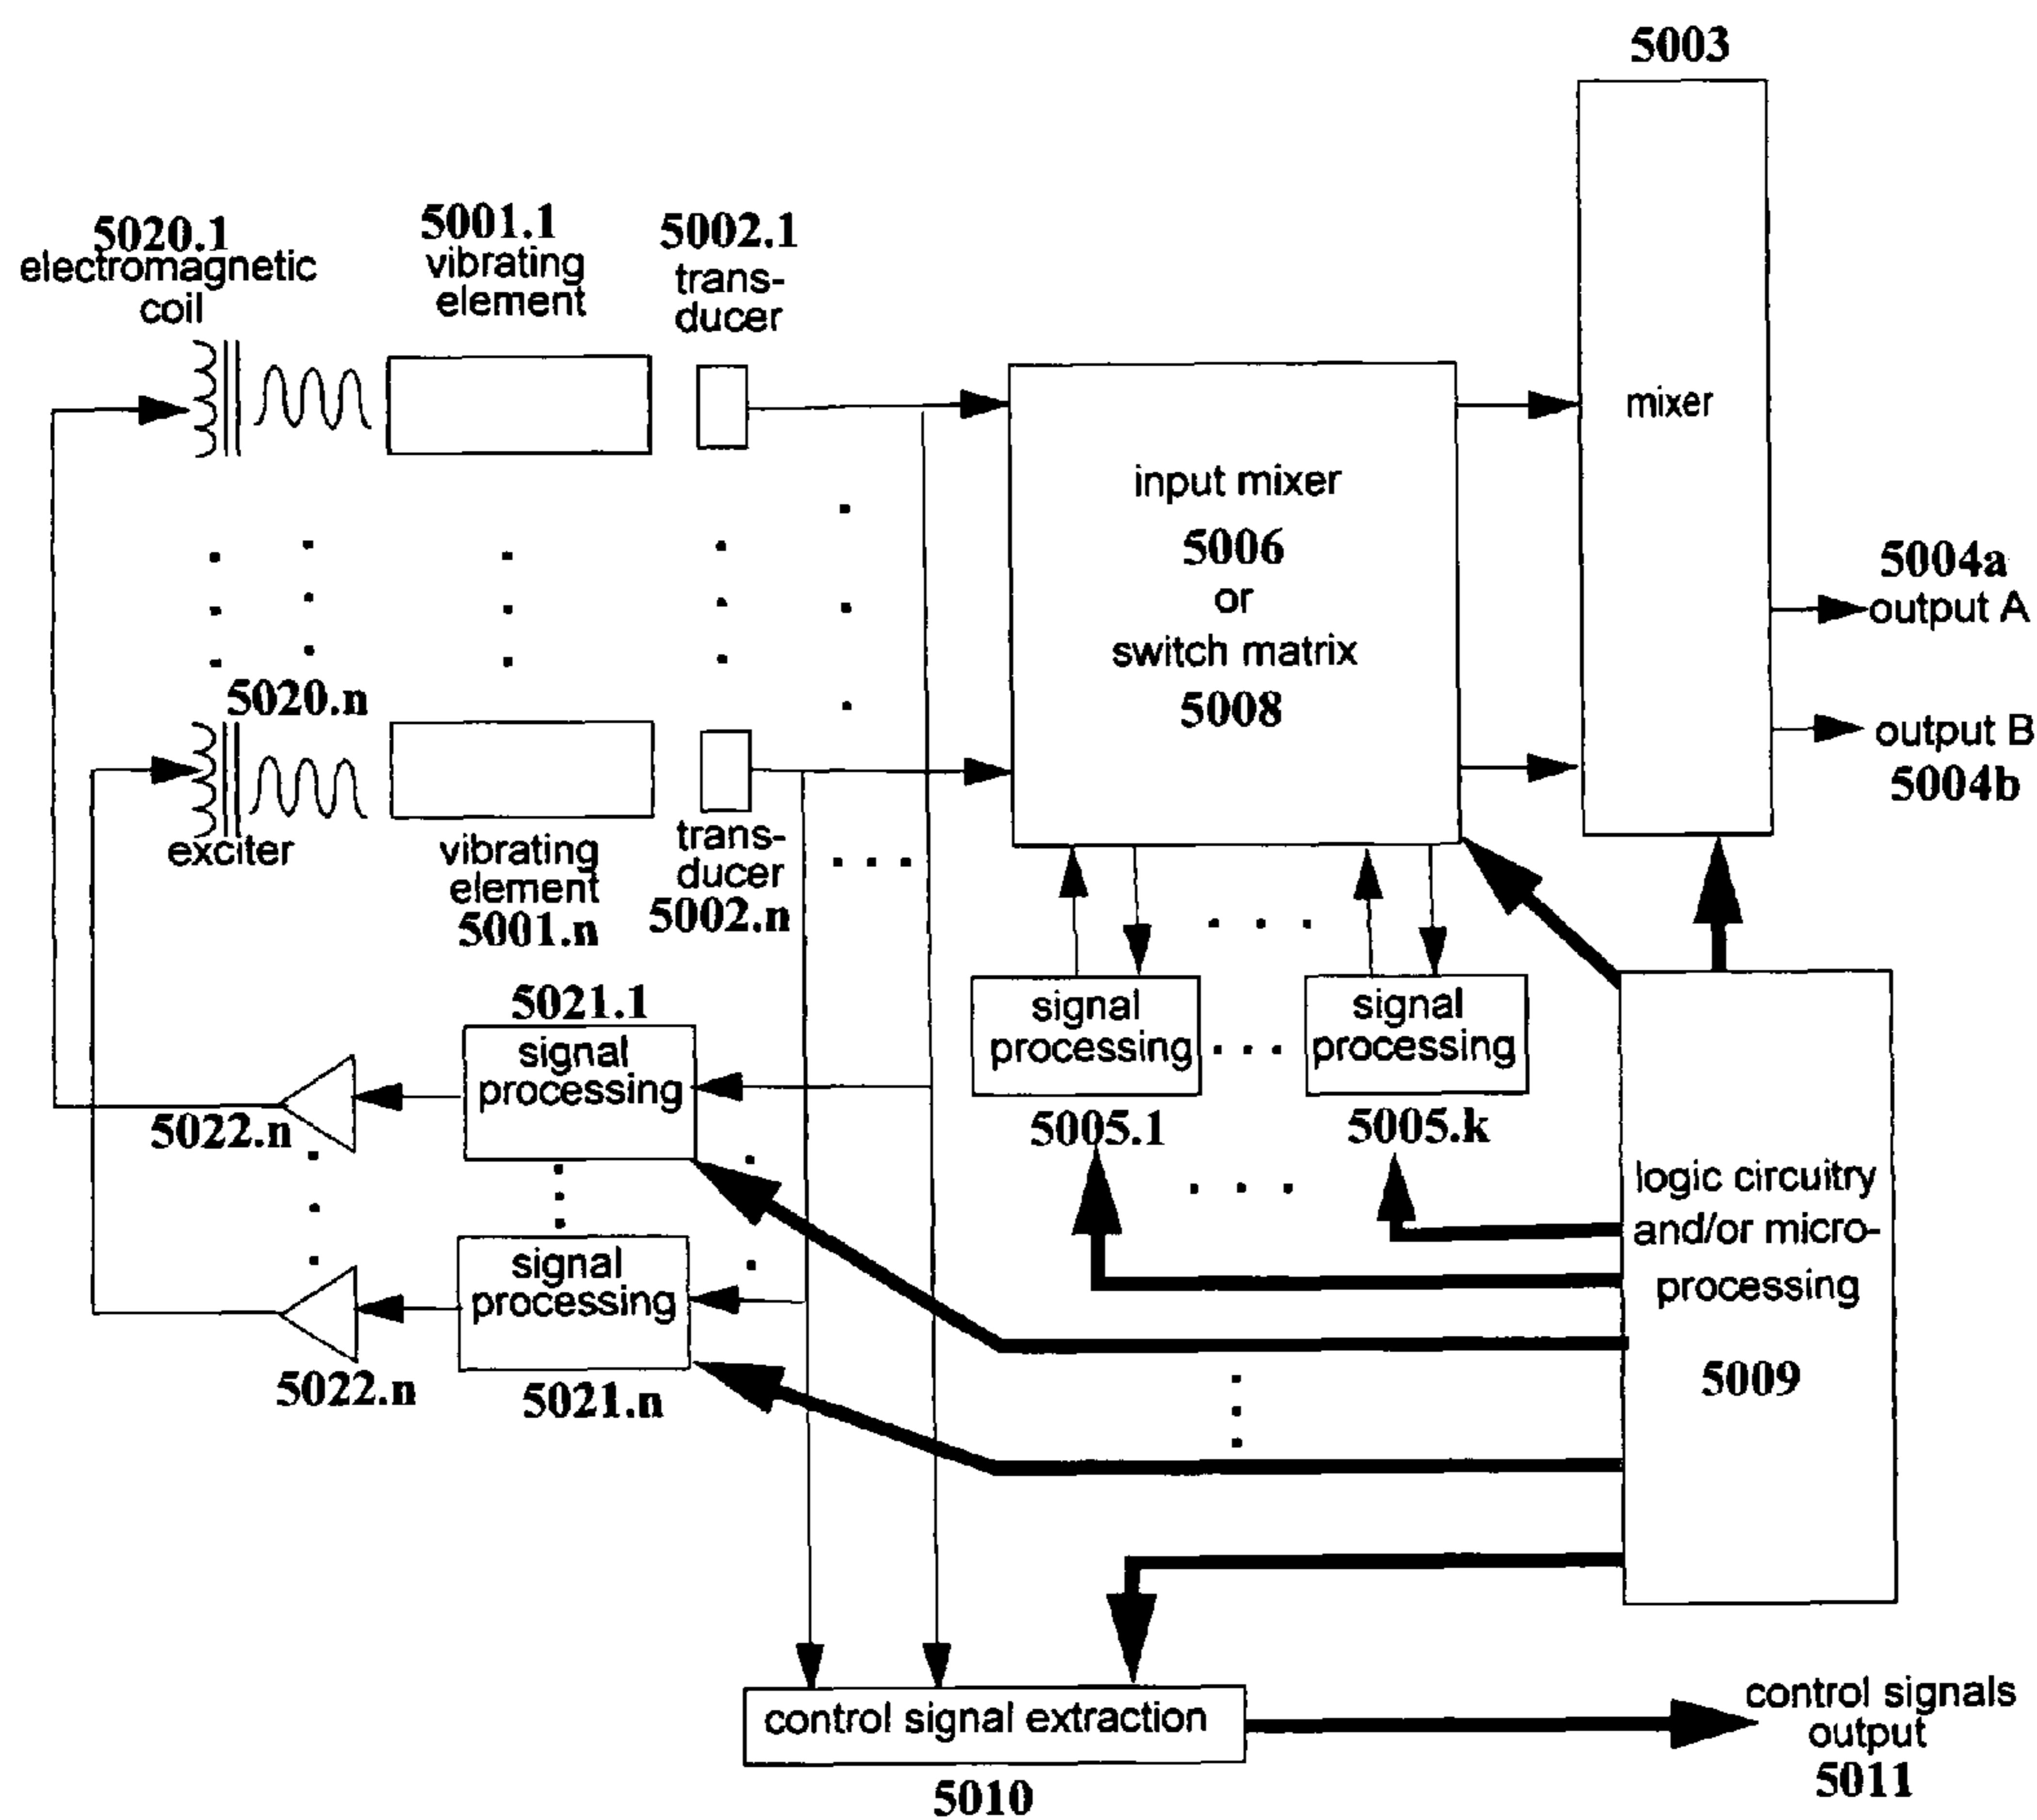 5003
5020.1
electromagnetic
coil
5001.1
vibrating
element
5002.1
trans-
ducer
mixer
input mixer
5006
or
switch matrix
5008
5004a
output A
output B
5004b
5020.n
exciter
vibrating
element
5001.n
trans-
ducer
5002.n
5021.1
signal
processing
5022.n
signal
processing
5021.n
5022.n
signal
processing
5005.1
signal
processing
5005.k
logic circuitry
and/or micro-
processing
5009
control signal extraction
5010
control signals
output
5011